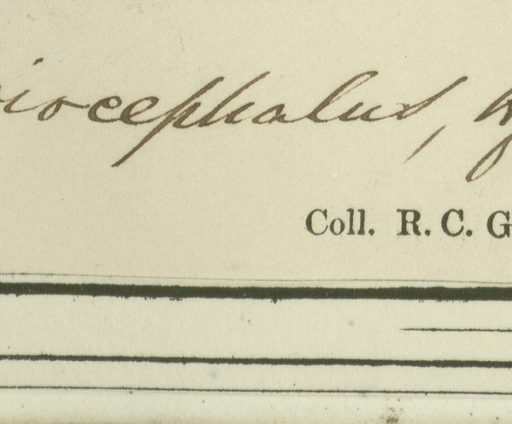 iocephalus,
Coll. R. C. G